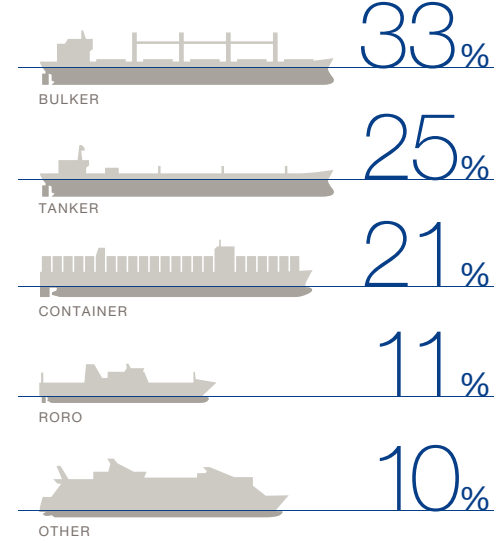 33%
BULKER
25%
TANKER
21%
CONTAINER
11%
RORO
10%
OTHER